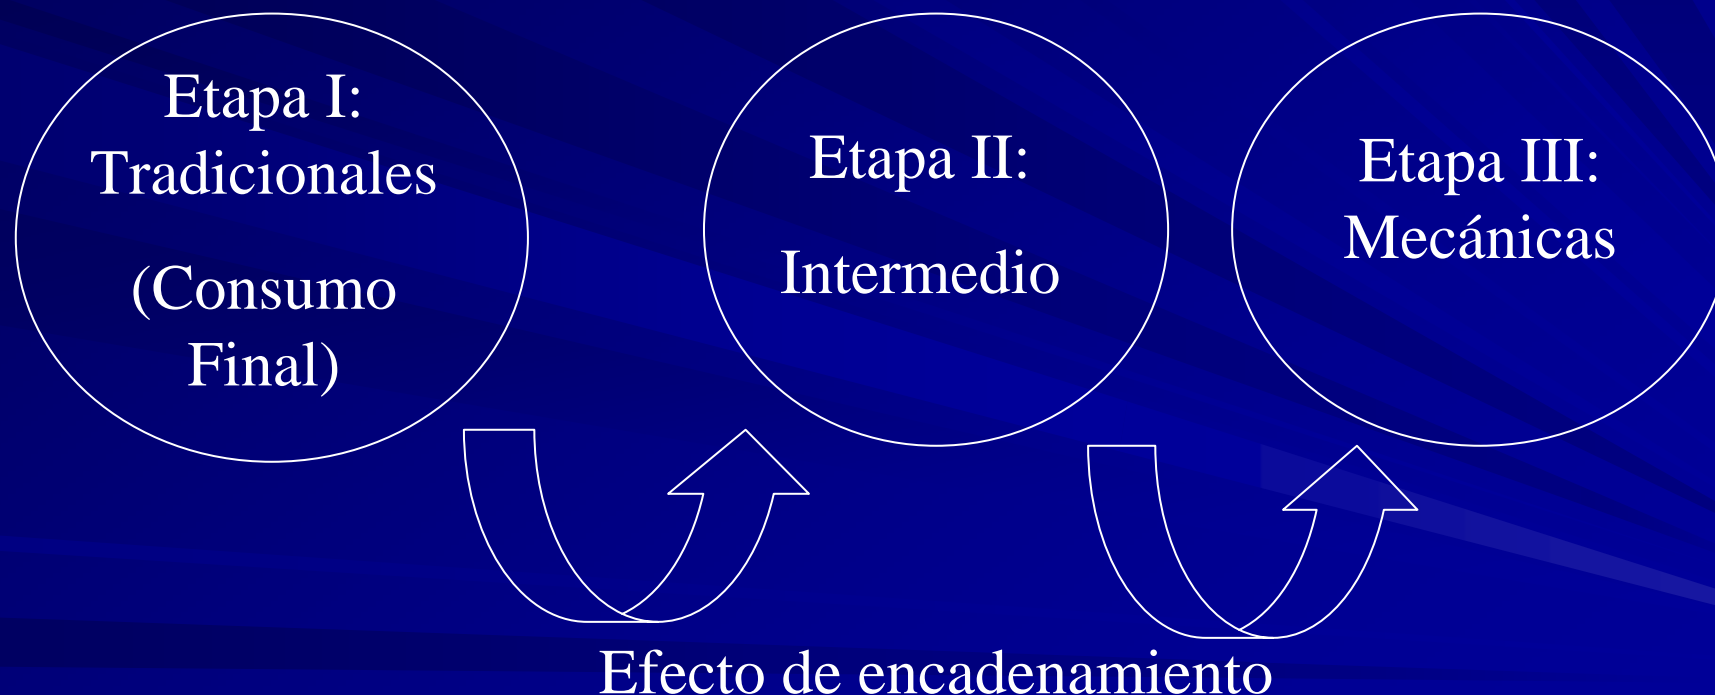 Etapa I:
Tradicionales
(Consumo
Final)
Etapa II:
Intermedio
Etapa III:
Mecánicas
Efecto de encadenamiento